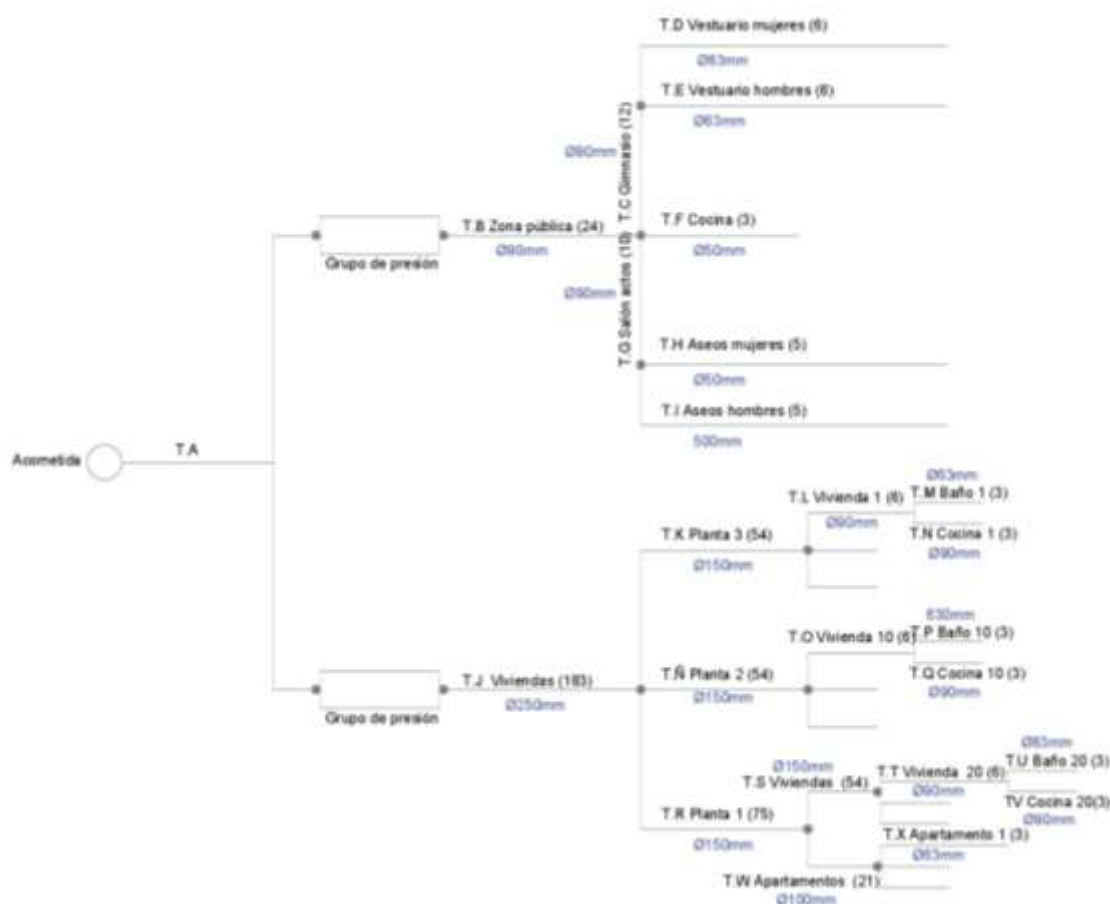 T.D Vestuario mujeres (6)
Ø63mm
T.E Vestuario hombres (6)
Ø63mm
T.C Gimnasio (12)
Ø90mm
T.B Zona pública (24)
Ø90mm
T.F Cocina (3)
Ø50mm
Grupo de presión
T.G Salón actos (10)
Ø90mm
T.H Aseos mujeres (5)
Ø50mm
T.I Aseos hombres (5)
500mm
Acometida
T.A
T.L Vivienda 1 (6)
Ø90mm
Ø63mm
T.M Baño 1 (3)
T.N Cocina 1 (3)
Ø90mm
T.K Planta 3 (54)
Ø150mm
T.O Vivienda 10 (6)
630mm
T.P Baño 10 (3)
T.Q Cocina 10 (3)
Ø90mm
T.J Viviendas (183)
Ø250mm
T.Ñ Planta 2 (54)
Ø150mm
Grupo de presión
Ø150mm
T.S Viviendas (54)
T.T Vivienda 20 (6)
Ø90mm
Ø63mm
T.U Baño 20 (3)
TV Cocina 20(3)
Ø90mm
T.R Planta 1 (75)
Ø150mm
T.X Apartamento 1 (3)
Ø63mm
T.W Apartamentos (21)
Ø100mm